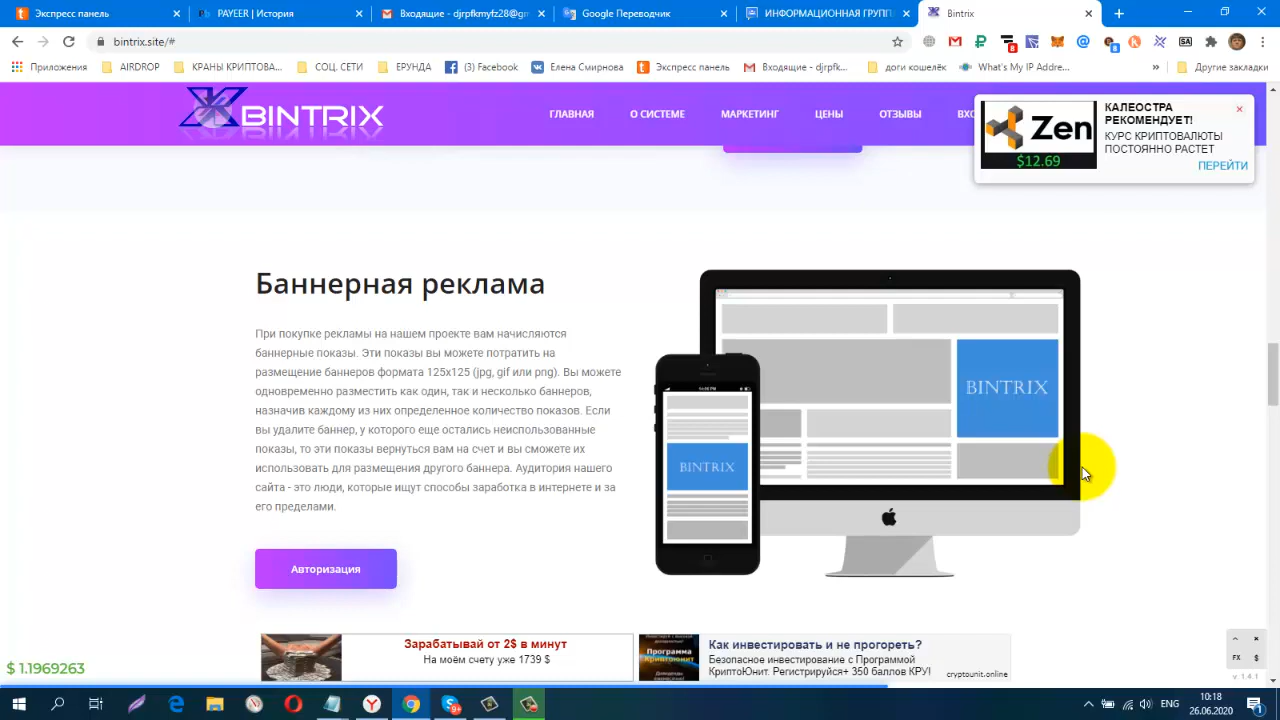 Экспресс панель
PAYEER | История
Входящие - djrpfkmyfz28@gm
Google Переводчик
ИНФОРМАЦИОННАЯ ГРУПП
Bintrix
bintrix.site/#
Приложения
AIRDROP
КРАНЫ КРИПТОВА...
СОЦ. СЕТИ
ЕРУНДА
(3) Facebook
Елена Смирнова
Экспресс панель
Входящие - djrpfk...
доги кошелёк
What's My IP Addre...
»
Другие закладки
BINTRIX
ГЛАВНАЯ
О СИСТЕМЕ
МАРКЕТИНГ
ЦЕНЫ
ОТЗЫВЫ
ВХО
Zen
$12.69
КАЛЕОСТРА
РЕКОМЕНДУЕТ!
КУРС КРИПТОВАЛЮТЫ
ПОСТОЯННО РАСТЕТ
ПЕРЕЙТИ
Баннерная реклама
При покупке рекламы на нашем проекте вам начисляются
баннерные показы. Эти показы вы можете потратить на
размещение баннеров формата 125x125 (jpg, gif или png). Вы можете
одновременно разместить как один, так и несколько баннеров,
назначив каждому из них определенное количество показов. Если
вы удалите баннер, у которого еще остались неиспользованные
показы, то эти показы вернуться вам на счет и вы сможете их
использовать для размещения другого баннера. Аудитория нашего
сайта - это люди, которые ищут способы заработка в интернете и за
его пределами.
BINTRIX
BINTRIX
Авторизация
Зарабатывай от 2$ в минут
На моём счету уже 1739 $
Программа
Криптоюнит
Как инвестировать и не прогореть?
Безопасное инвестирование с Программой
КриптоЮнит. Регистрируйся+ 350 баллов КРУ!
cryptounit.online
$ 1.1969263
FX $
v. 1.4.1
ENG
10:18
26.06.2020